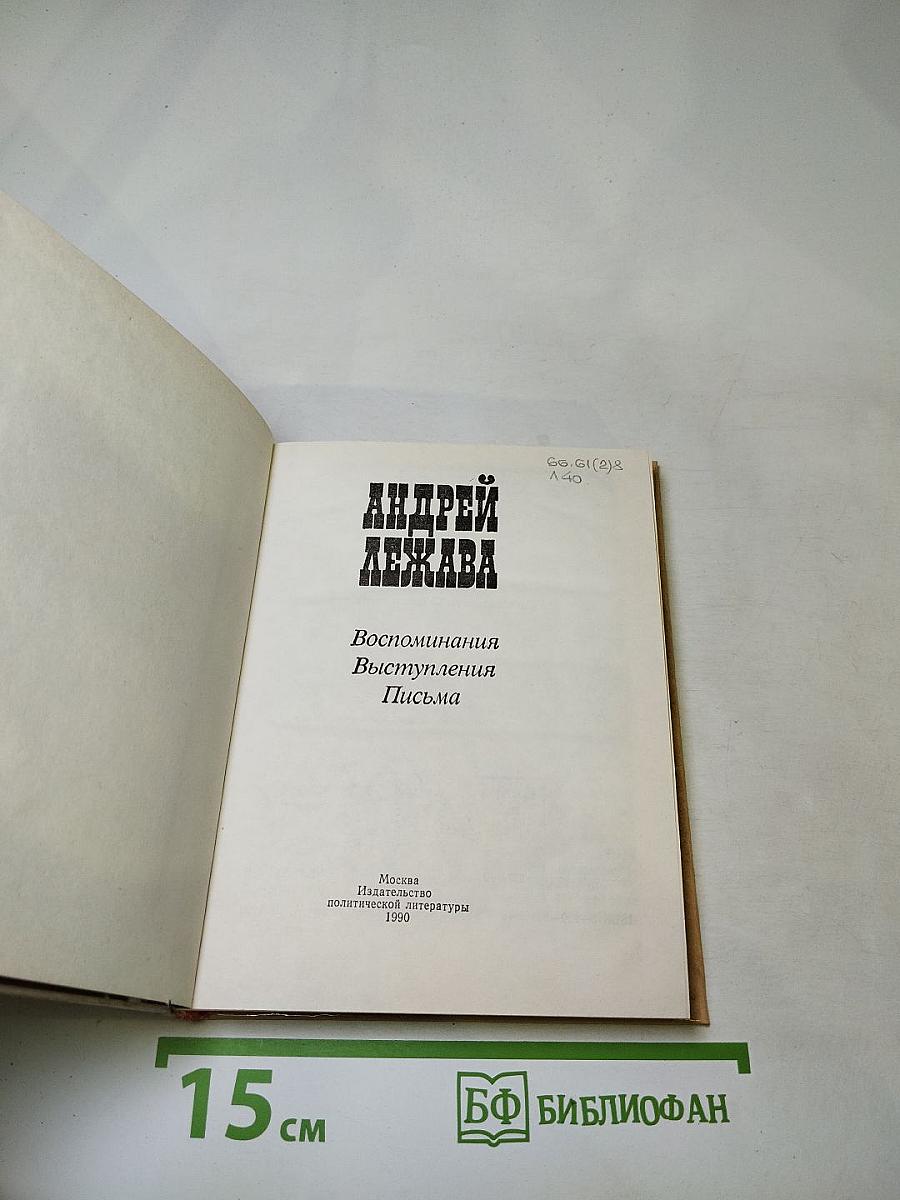 66.61(2)8
Л40
АНДРЕЙ
ЛЕЖАВА
Воспоминания
Выступления
Письма
Москва
Издательство
политической литературы
1990
15 см
БФ БИБЛИОФАН